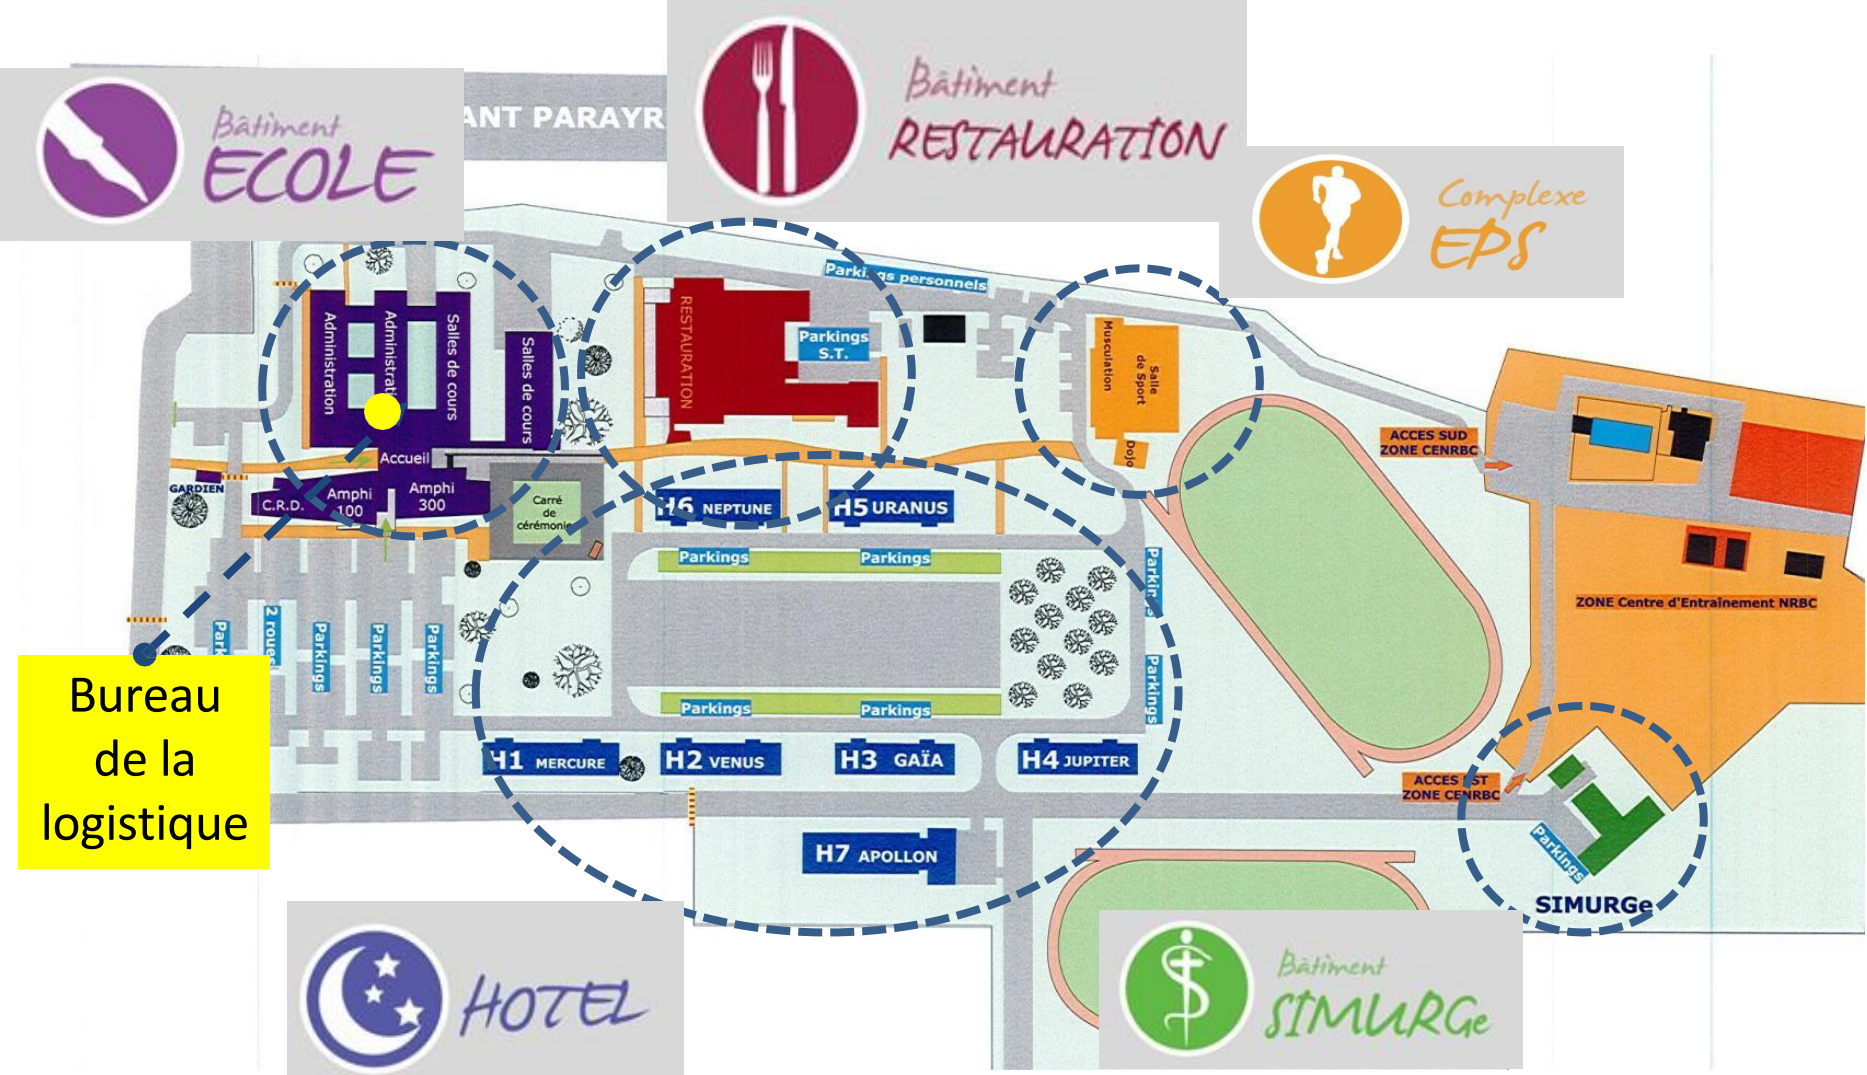 Bâtiment
ECOLE
ANT PARAYR
Bâtiment
RESTAURATION
Complexe
EPS
Parkings personnels
Administration
Administrati
Salles de cours
Salles de cours
RESTAURATION
Parkings
S.T.
Musculation
Salle
de Sport
Dojo
ACCES SUD
ZONE CENRBC
Accueil
GARDIEN
C.R.D.
Amphi
100
Amphi
300
Carré
de
cérémonie
H6 NEPTUNE
H5 URANUS
Parkings
Parkings
Parkings
ZONE Centre d'Entraînement NRBC
Park
2 roues
Parkings
Parkings
Parkings
Parkings
Bureau
de la
logistique
Parkings
Parkings
H1 MERCURE
H2 VENUS
H3 GAÏA
H4 JUPITER
ACCES EST
ZONE CENRBC
H7 APOLLON
Parkings
SIMURGe
HOTEL
Bâtiment
SIMURGe